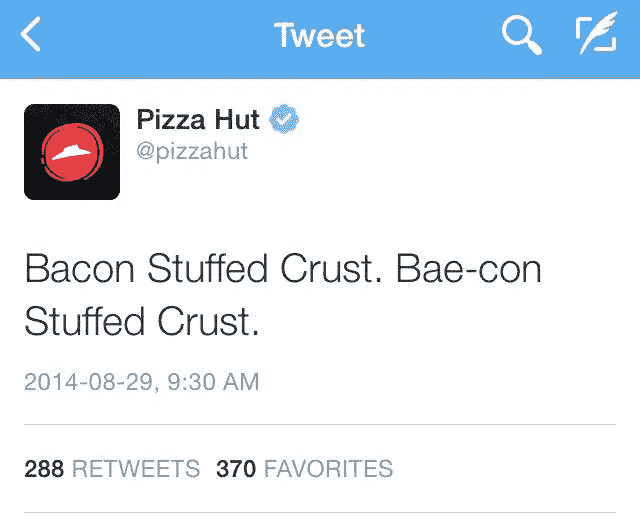 Tweet
Pizza Hut
@pizzahut
Bacon Stuffed Crust. Bae-con
Stuffed Crust.
2014-08-29, 9:30 AM
288 RETWEETS 370 FAVORITES